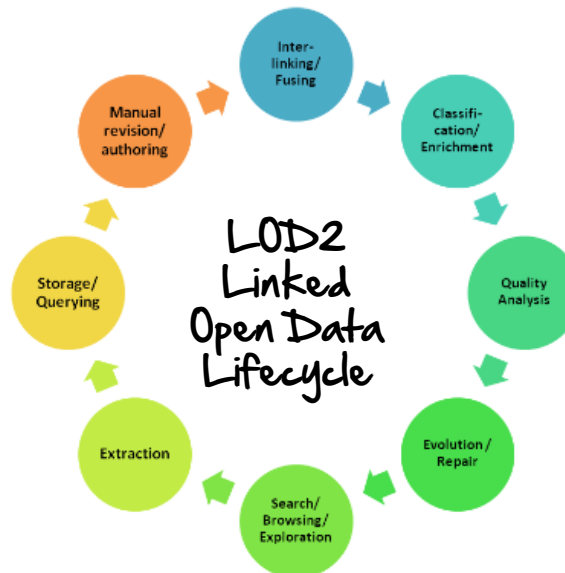 Inter-
linking/
Fusing
Classifi-
cation/
Enrichment
Quality
Analysis
Evolution /
Repair
Search/
Browsing/
Exploration
Extraction
Storage/
Querying
Manual
revision/
authoring
LOD2
Linked
Open Data
Lifecycle